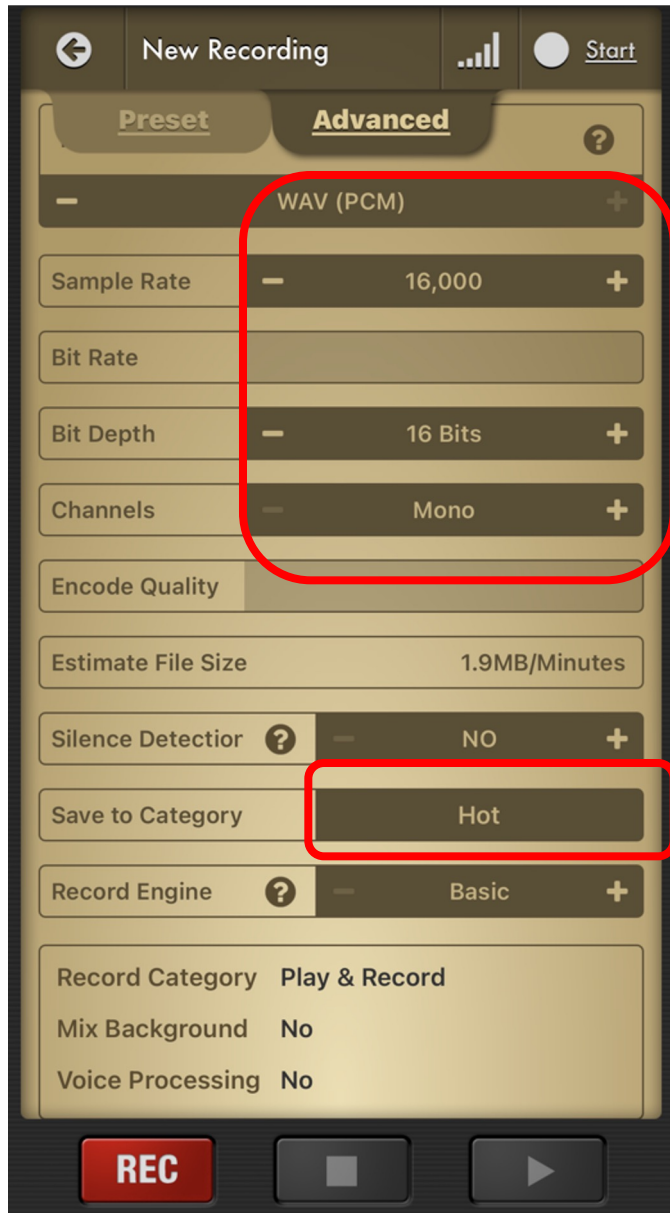 New Recording Start
Preset Advanced
WAV (PCM)
Sample Rate 16,000
Bit Rate
Bit Depth 16 Bits
Channels Mono
Encode Quality
Estimate File Size 1.9MB/Minutes
Silence Detection NO
Save to Category Hot
Record Engine Basic
Record Category Play & Record
Mix Background No
Voice Processing No
REC